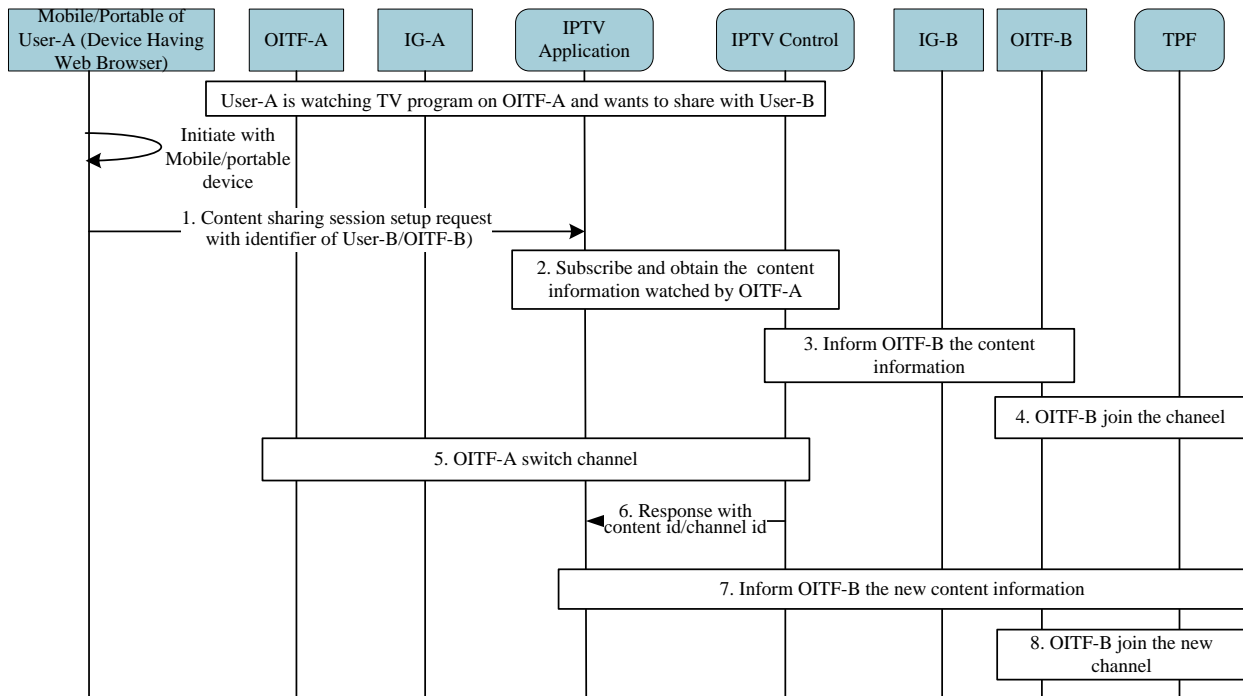 Mobile/Portable of
User-A (Device Having
Web Browser)
OITF-A
IG-A
IPTV
Application
IPTV Control
IG-B
OITF-B
TPF
User-A is watching TV program on OITF-A and wants to share with User-B
Initiate with
Mobile/portable
device
1. Content sharing session setup request
with identifier of User-B/OITF-B)
2. Subscribe and obtain the content
information watched by OITF-A
3. Inform OITF-B the content
information
4. OITF-B join the chaneel
5. OITF-A switch channel
6. Response with
content id/channel id
7. Inform OITF-B the new content information
8. OITF-B join the new
channel